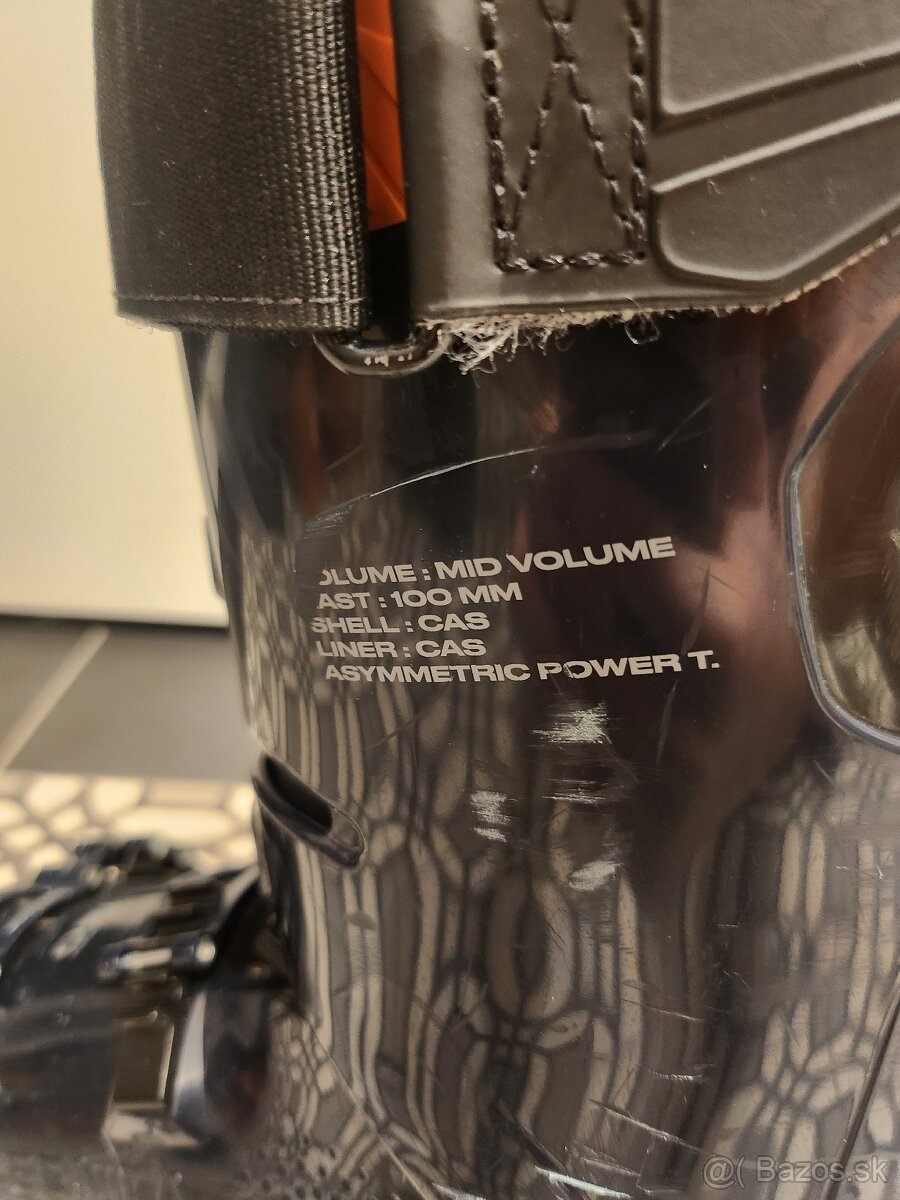 OLUME : MID VOLUME
AST : 100 MM
SHELL : CAS
LINER : CAS
ASYMMETRIC POWER T.
@( Bazos.sk